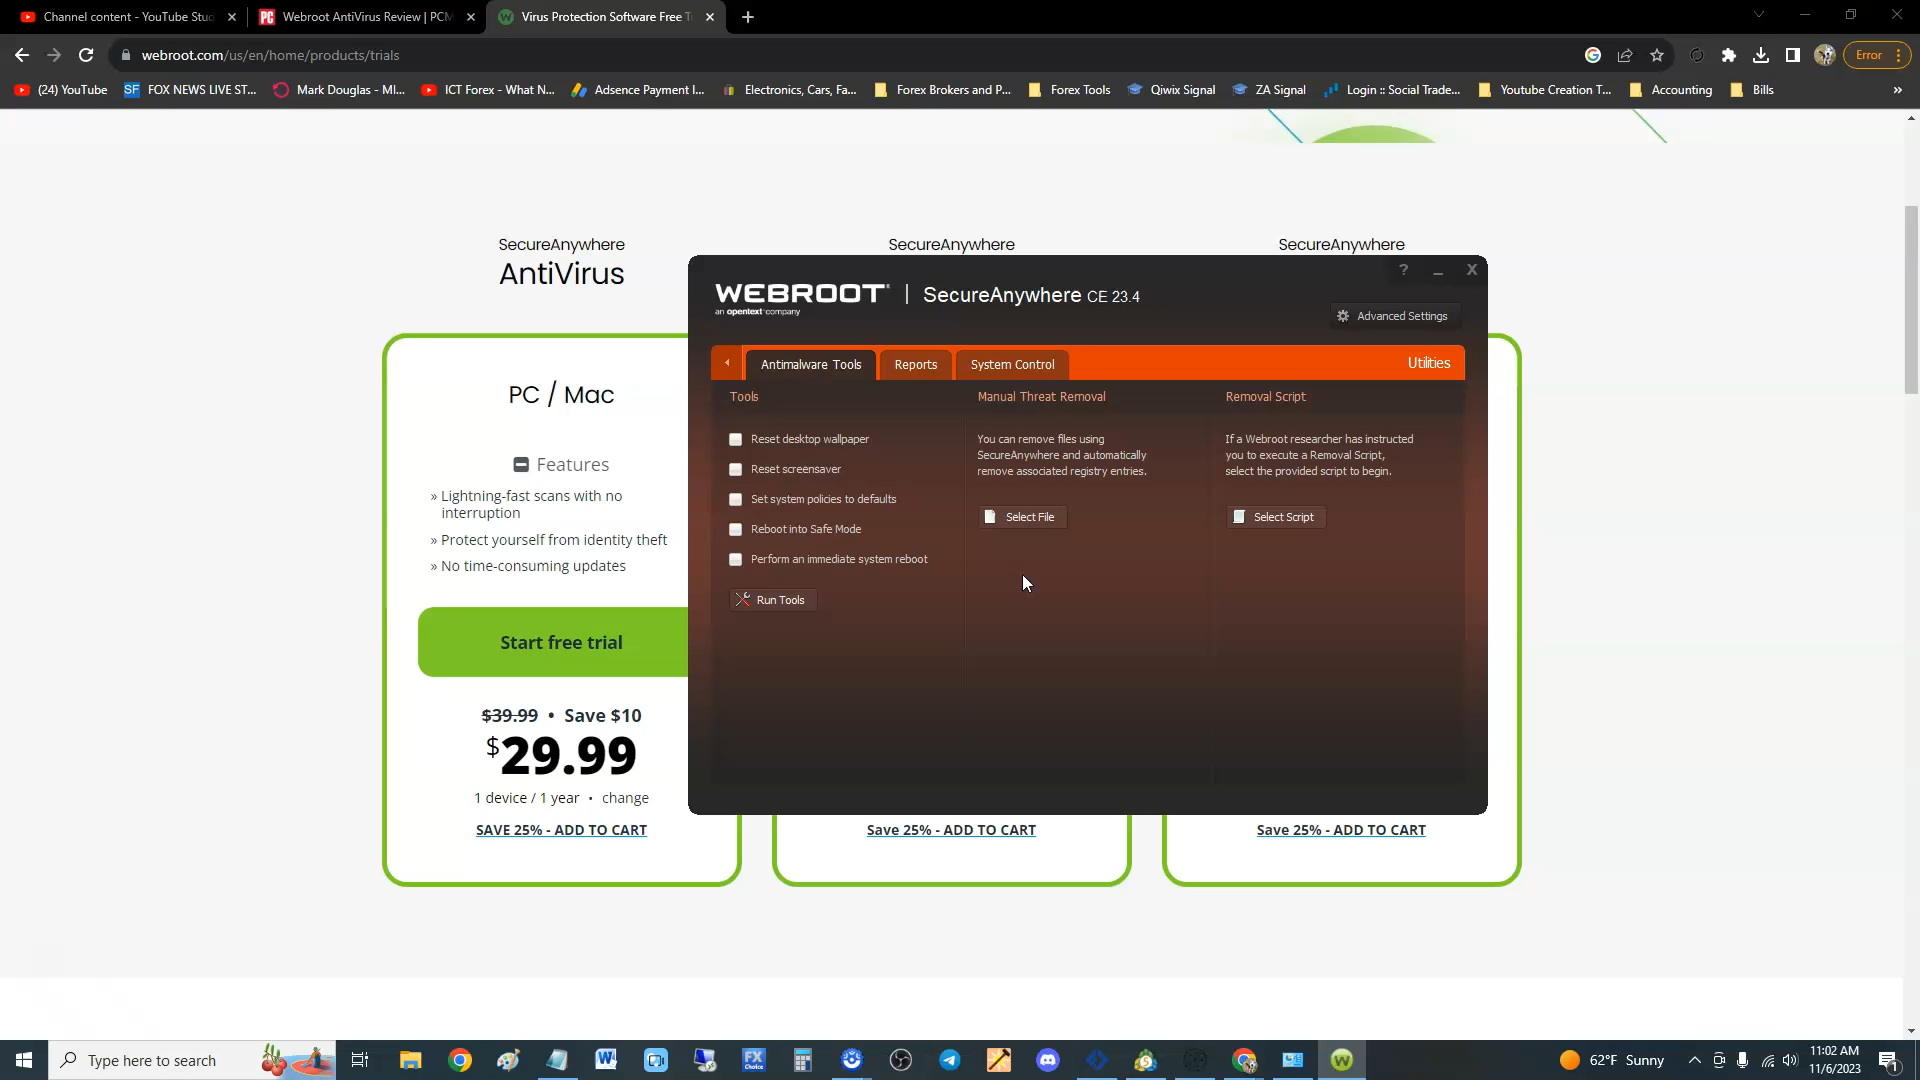 Channel content - YouTube Stu
Webroot AntiVirus Review | PCM
Virus Protection Software Free T
webroot.com/us/en/home/products/trials
Error
(24) YouTube
FOX NEWS LIVE ST...
Mark Douglas - MI...
ICT Forex - What N...
Adsence Payment I...
Electronics, Cars, Fa...
Forex Brokers and P...
Forex Tools
Qiwix Signal
ZA Signal
Login :: Social Trade...
Youtube Creation T...
Accounting
Bills
»
SecureAnywhere
AntiVirus
SecureAnywhere
SecureAnywhere
PC / Mac
Features
» Lightning-fast scans with no
interruption
» Protect yourself from identity theft
» No time-consuming updates
Start free trial
$39.99 • Save $10
$29.99
1 device / 1 year • change
SAVE 25% - ADD TO CART
Save 25% - ADD TO CART
Save 25% - ADD TO CART
? _ X
WEBROOT® | SecureAnywhere CE 23.4
an opentext company
Advanced Settings
Antimalware Tools
Reports
System Control
Utilities
Tools
Reset desktop wallpaper
Reset screensaver
Set system policies to defaults
Reboot into Safe Mode
Perform an immediate system reboot
Run Tools
Manual Threat Removal
You can remove files using
SecureAnywhere and automatically
remove associated registry entries.
Select File
Removal Script
If a Webroot researcher has instructed
you to execute a Removal Script,
select the provided script to begin.
Select Script
Type here to search
FX
Choice
62°F Sunny
11:02 AM
11/6/2023
1